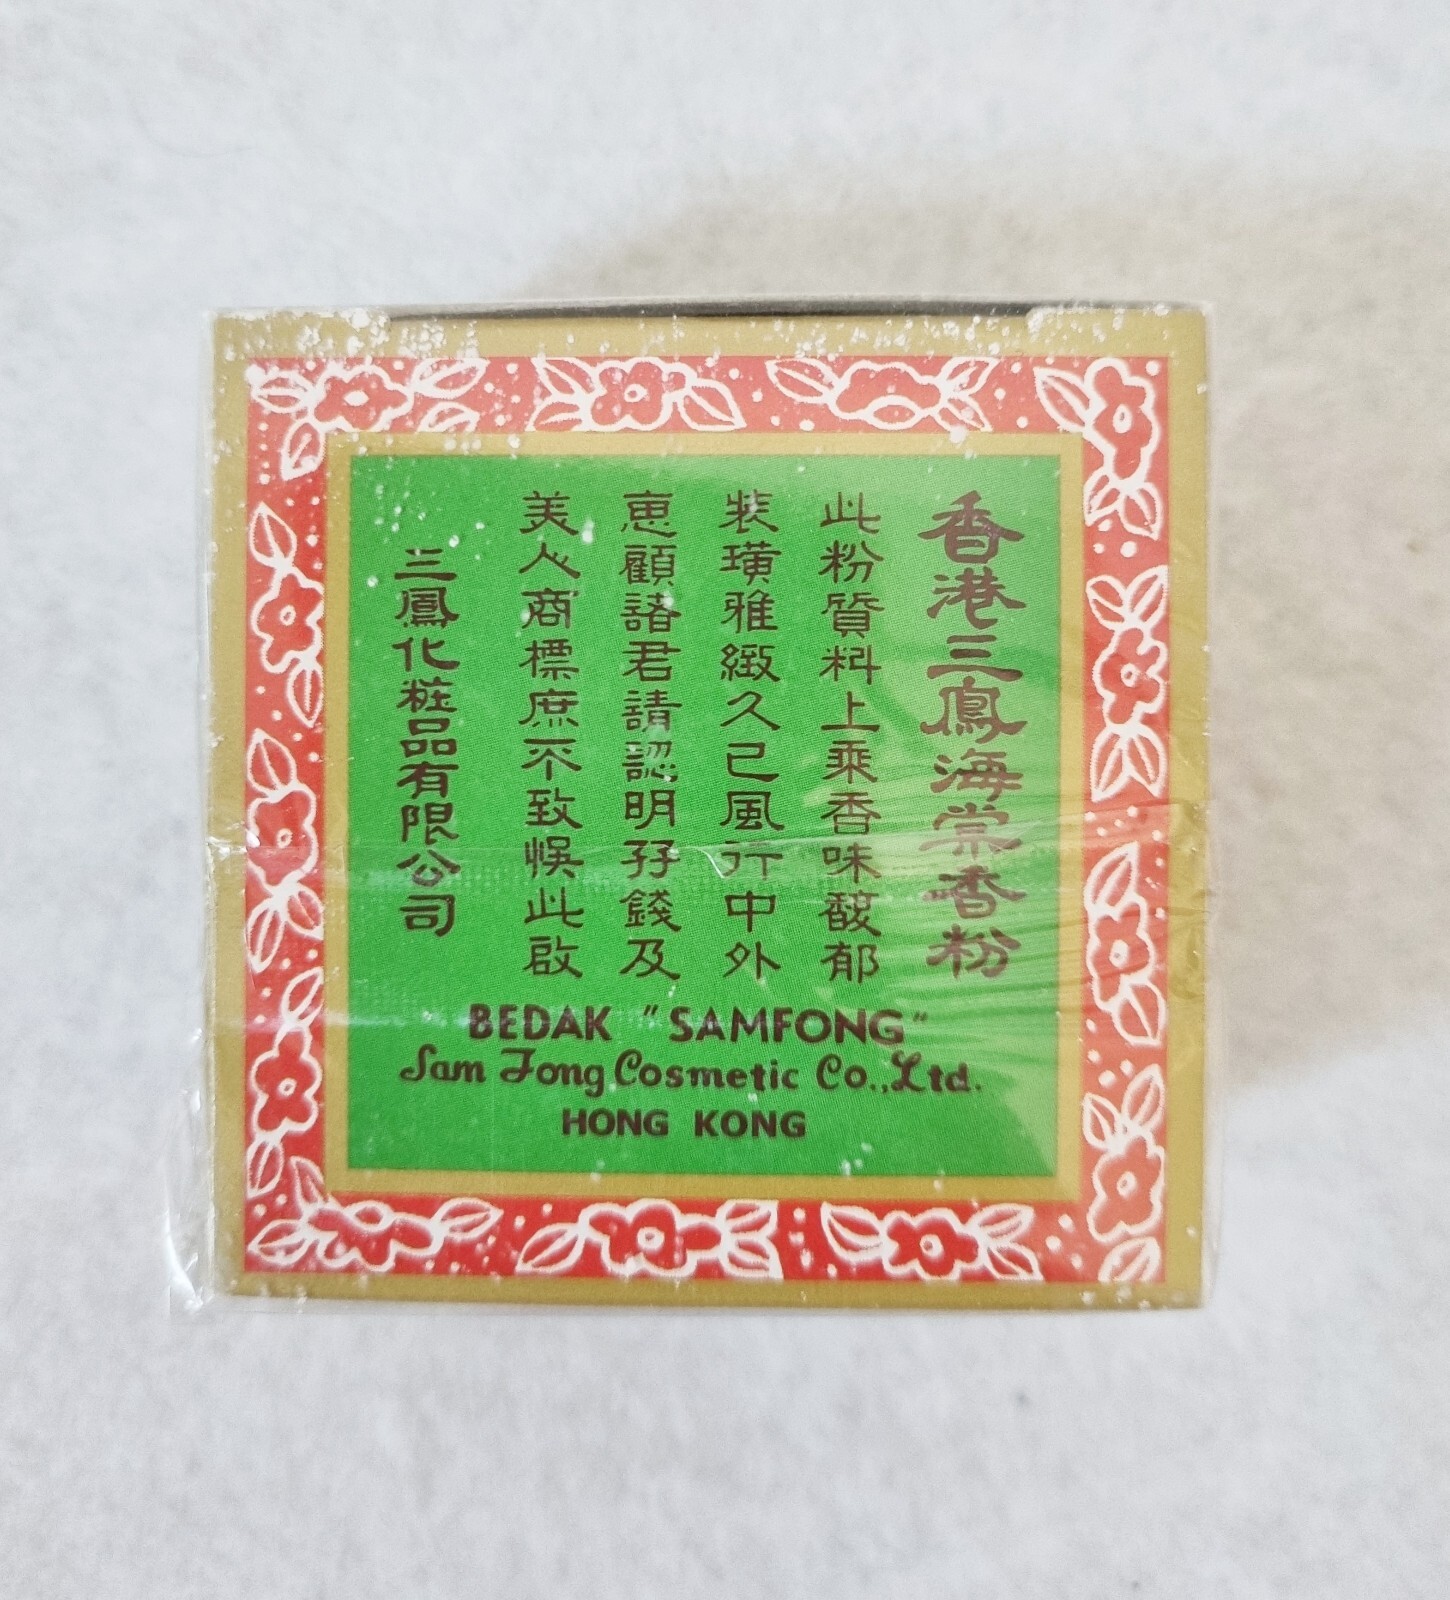 香港三鳳海棠香粉
此粉質料上乘香味馥郁
裝璜雅緻久已風行中外
惠顧諸君請認明孖錢及
美人商標庶不致悞此啟
三鳳化粧品有限公司
BEDAK "SAMFONG"
Sam Fong Cosmetic Co., Ltd.
HONG KONG